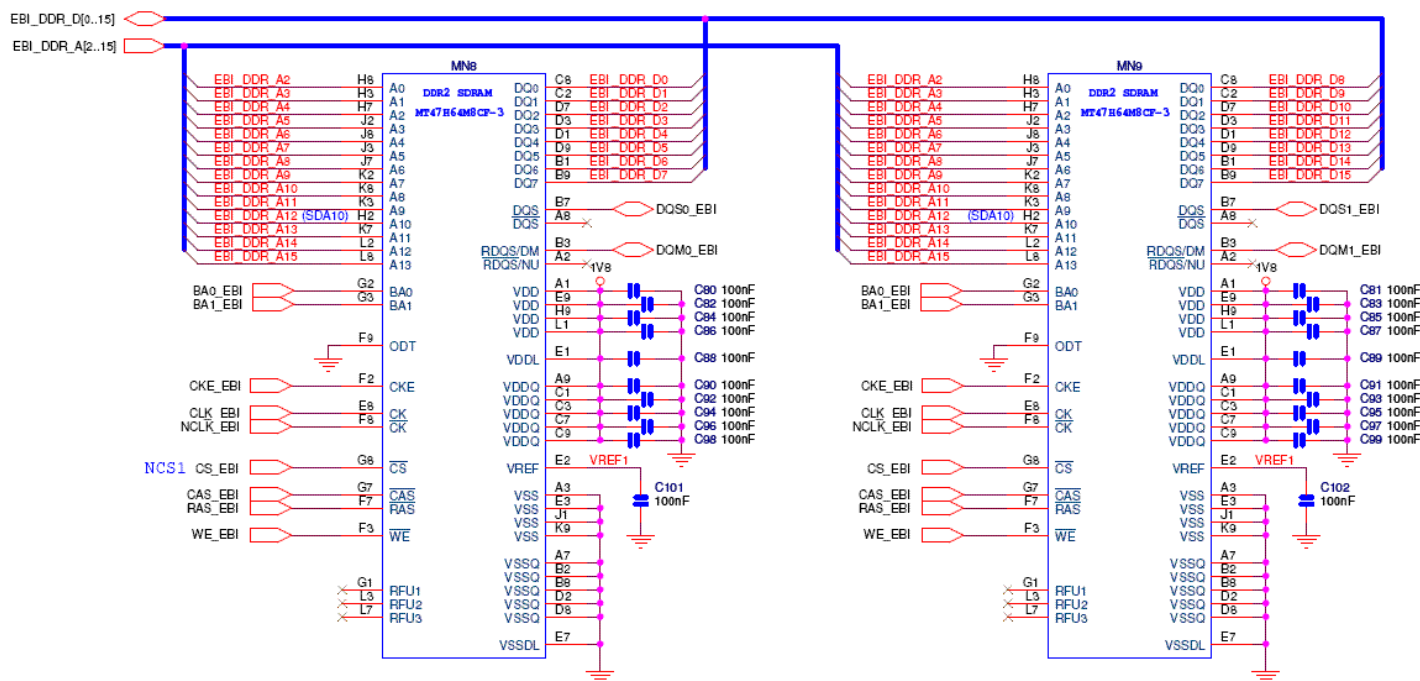 EBI_DDR_D[0..15]
EBI_DDR_A[2..15]
MN8
DDR2 SDRAM
MT47H64M8CF-3
EBI_DDR_A2 H8 A0
EBI_DDR_A3 H3 A1
EBI_DDR_A4 H7 A2
EBI_DDR_A5 J2 A3
EBI_DDR_A6 J8 A4
EBI_DDR_A7 J3 A5
EBI_DDR_A8 J7 A6
EBI_DDR_A9 K2 A7
EBI_DDR_A10 K8 A8
EBI_DDR_A11 K3 A9
EBI_DDR_A12 (SDA10) H2 A10
EBI_DDR_A13 K7 A11
EBI_DDR_A14 L2 A12
EBI_DDR_A15 L8 A13
BA0_EBI G2 BA0
BA1_EBI G3 BA1
F9 ODT
CKE_EBI F2 CKE
CLK_EBI E8 CK
NCLK_EBI F8 CK
NCS1 CS_EBI G8 CS
CAS_EBI G7 CAS
RAS_EBI F7 RAS
WE_EBI F3 WE
G1 RFU1
L3 RFU2
L7 RFU3
DQ0 C8 EBI_DDR_D0
DQ1 C2 EBI_DDR_D1
DQ2 D7 EBI_DDR_D2
DQ3 D3 EBI_DDR_D3
DQ4 D1 EBI_DDR_D4
DQ5 D9 EBI_DDR_D5
DQ6 B1 EBI_DDR_D6
DQ7 B9 EBI_DDR_D7
DQS B7 DQS0_EBI
DQS A8
RDQS/DM B3 DQM0_EBI
RDQS/NU A2
1V8
VDD A1 C80 100nF
VDD E9 C82 100nF
VDD H9 C84 100nF
VDD L1 C86 100nF
VDDL E1 C88 100nF
VDDQ A9 C90 100nF
VDDQ C1 C92 100nF
VDDQ C3 C94 100nF
VDDQ C7 C96 100nF
VDDQ C9 C98 100nF
VREF E2 VREF1
C101
100nF
VSS A3
VSS E3
VSS J1
VSS K9
VSSQ A7
VSSQ B2
VSSQ B8
VSSQ D2
VSSQ D8
VSSDL E7
MN9
DDR2 SDRAM
MT47H64M8CF-3
EBI_DDR_A2 H8 A0
EBI_DDR_A3 H3 A1
EBI_DDR_A4 H7 A2
EBI_DDR_A5 J2 A3
EBI_DDR_A6 J8 A4
EBI_DDR_A7 J3 A5
EBI_DDR_A8 J7 A6
EBI_DDR_A9 K2 A7
EBI_DDR_A10 K8 A8
EBI_DDR_A11 K3 A9
EBI_DDR_A12 (SDA10) H2 A10
EBI_DDR_A13 K7 A11
EBI_DDR_A14 L2 A12
EBI_DDR_A15 L8 A13
BA0_EBI G2 BA0
BA1_EBI G3 BA1
F9 ODT
CKE_EBI F2 CKE
CLK_EBI E8 CK
NCLK_EBI F8 CK
CS_EBI G8 CS
CAS_EBI G7 CAS
RAS_EBI F7 RAS
WE_EBI F3 WE
G1 RFU1
L3 RFU2
L7 RFU3
DQ0 C8 EBI_DDR_D8
DQ1 C2 EBI_DDR_D9
DQ2 D7 EBI_DDR_D10
DQ3 D3 EBI_DDR_D11
DQ4 D1 EBI_DDR_D12
DQ5 D9 EBI_DDR_D13
DQ6 B1 EBI_DDR_D14
DQ7 B9 EBI_DDR_D15
DQS B7 DQS1_EBI
DQS A8
RDQS/DM B3 DQM1_EBI
RDQS/NU A2
1V8
VDD A1 C81 100nF
VDD E9 C83 100nF
VDD H9 C85 100nF
VDD L1 C87 100nF
VDDL E1 C89 100nF
VDDQ A9 C91 100nF
VDDQ C1 C93 100nF
VDDQ C3 C95 100nF
VDDQ C7 C97 100nF
VDDQ C9 C99 100nF
VREF E2 VREF1
C102
100nF
VSS A3
VSS E3
VSS J1
VSS K9
VSSQ A7
VSSQ B2
VSSQ B8
VSSQ D2
VSSQ D8
VSSDL E7